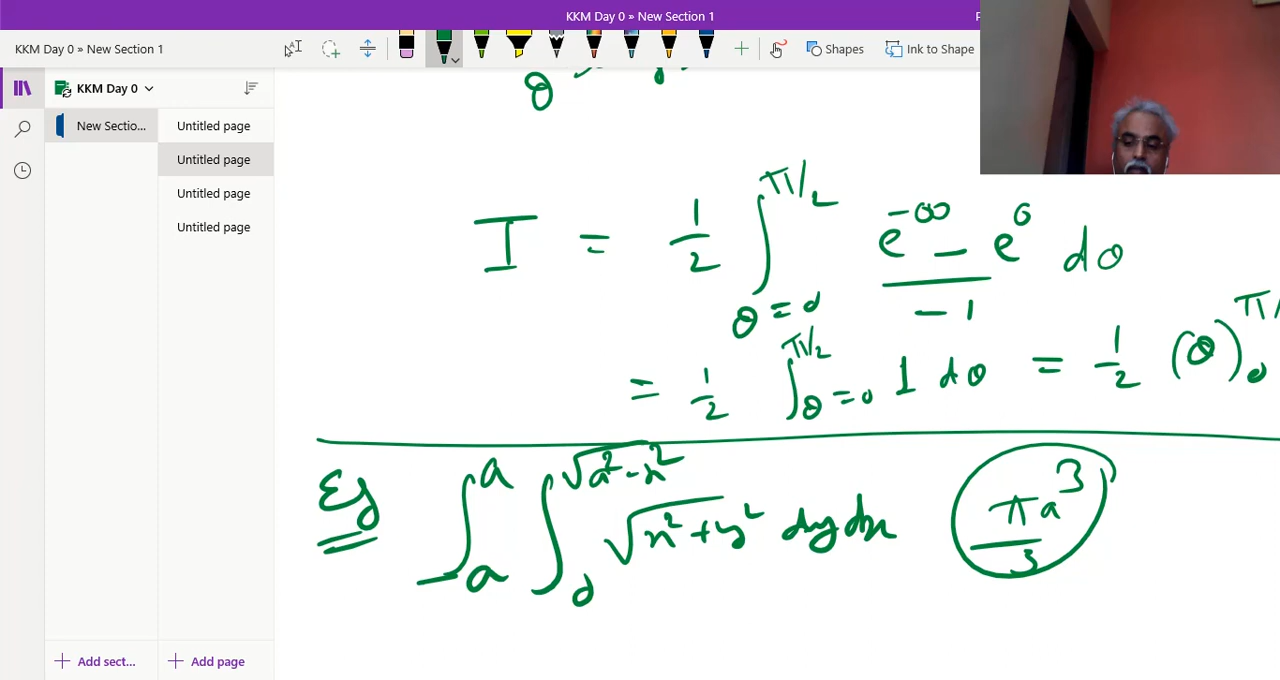 KKM Day 0 » New Section 1
KKM Day 0 » New Section 1
Shapes
Ink to Shape
KKM Day 0
New Sectio...
Untitled page
Untitled page
Untitled page
Untitled page
θ
I = 1/2 ∫_{θ=0}^{π/2} (e^{-∞} - e^0)/(-1) dθ
= 1/2 ∫_{θ=0}^{π/2} 1 dθ = 1/2 (θ)_0^{π/
Eg ∫_{-a}^{a} ∫_0^{√(a²-x²)} √(x²+y²) dy dx πa³/3
Add sect...
Add page